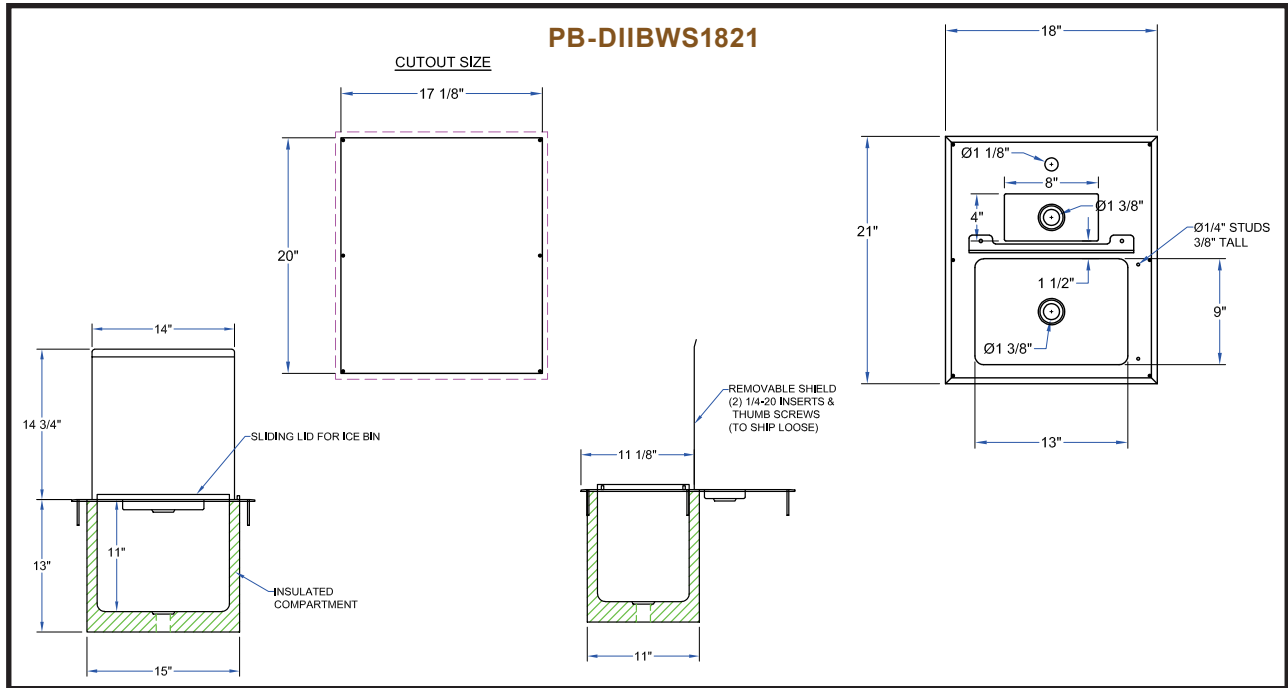 PB-DIIBWS1821
CUTOUT SIZE
17 1/8"
20"
18"
21"
Ø1 1/8"
8"
4"
Ø1 3/8"
Ø1/4" STUDS
3/8" TALL
1 1/2"
9"
Ø1 3/8"
13"
14"
14 3/4"
SLIDING LID FOR ICE BIN
13"
11"
INSULATED
COMPARTMENT
15"
REMOVABLE SHIELD
(2) 1/4-20 INSERTS &
THUMB SCREWS
(TO SHIP LOOSE)
11 1/8"
11"